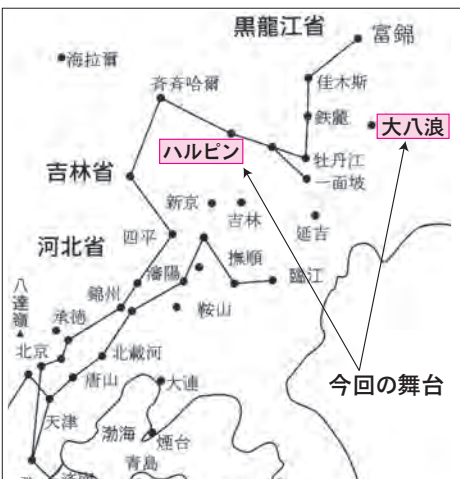 黒龍江省
富錦
海拉爾
佳木斯
斉斉哈爾
鉄驪
大八浪
ハルピン
牡丹江
一面坡
吉林省
新京
吉林
延吉
四平
河北省
撫順
瀋陽
臨江
八達嶺
錦州
鞍山
承徳
北京
北載河
唐山
大連
今回の舞台
天津
渤海
煙台
青島